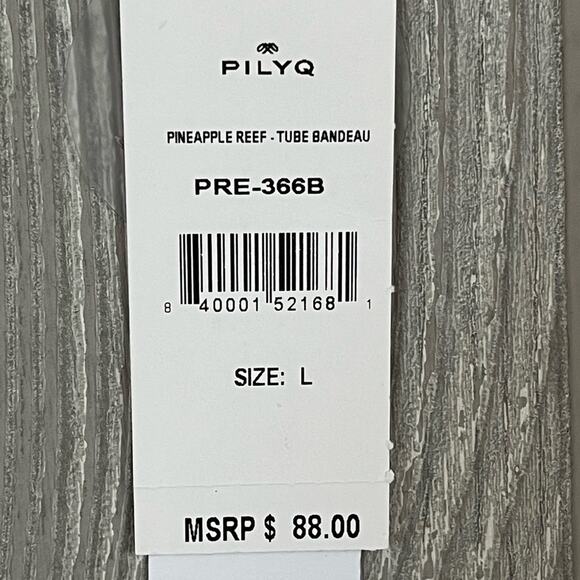 PILYQ
PINEAPPLE REEF - TUBE BANDEAU
PRE-366B
8 40001 52168 1
SIZE: L
MSRP $ 88.00